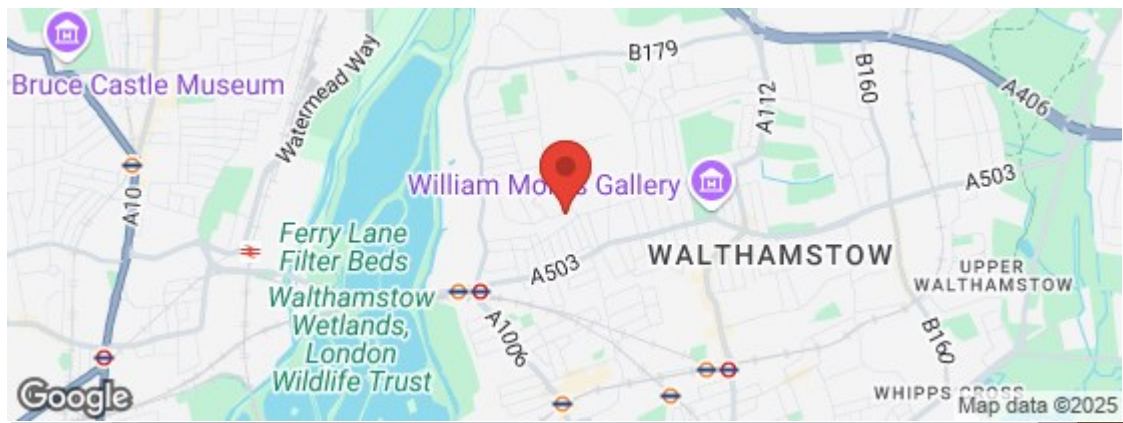 Bruce Castle Museum
Watermead Way
A10
B179
A112
B160
A406
William Morris Gallery
A503
Ferry Lane
Filter Beds
A503
WALTHAMSTOW
UPPER
WALTHAMSTOW
Walthamstow
Wetlands,
London
Wildlife Trust
A1006
B160
WHIPPS CROSS
Google
Map data ©2025